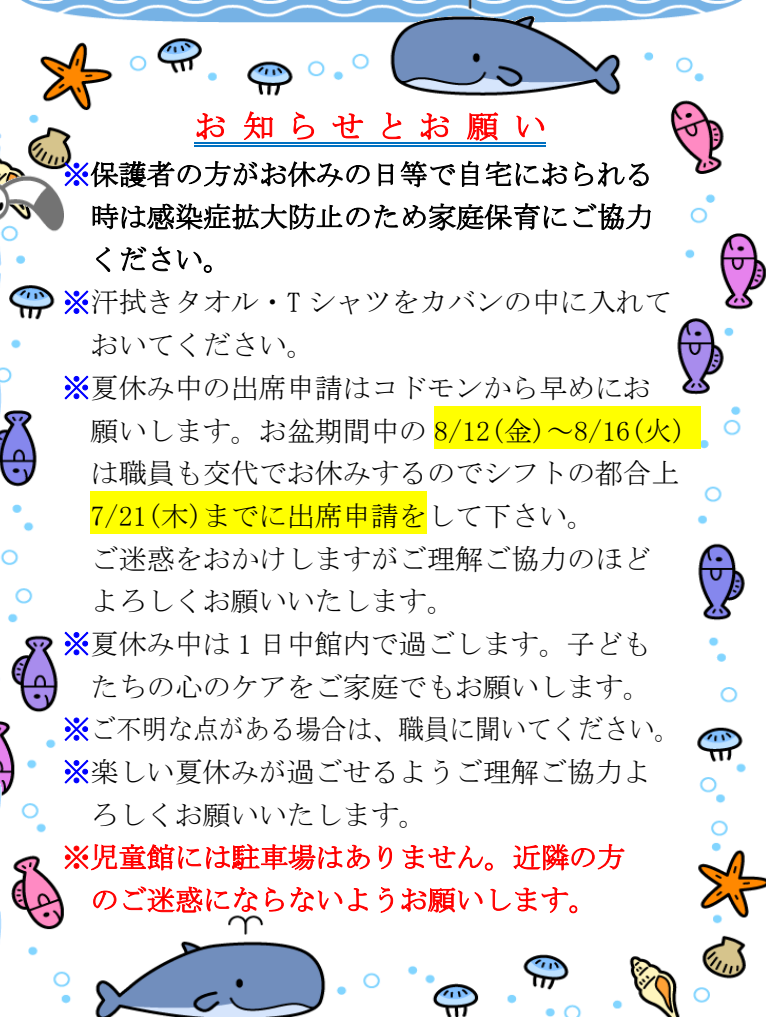 お知らせとお願い
※保護者の方がお休みの日等で自宅におられる
時は感染症拡大防止のため家庭保育にご協力
ください。
※汗拭きタオル・Tシャツをカバンの中に入れて
おいてください。
※夏休み中の出席申請はコドモンから早めにお
願いします。お盆期間中の 8/12(金)～8/16(火)
は職員も交代でお休みするのでシフトの都合上
7/21(木)までに出席申請をして下さい。
ご迷惑をおかけしますがご理解ご協力のほど
よろしくお願いいたします。
※夏休み中は１日中館内で過ごします。子ども
たちの心のケアをご家庭でもお願いします。
※ご不明な点がある場合は、職員に聞いてください。
※楽しい夏休みが過ごせるようご理解ご協力よ
ろしくお願いいたします。
※児童館には駐車場はありません。近隣の方
のご迷惑にならないようお願いします。